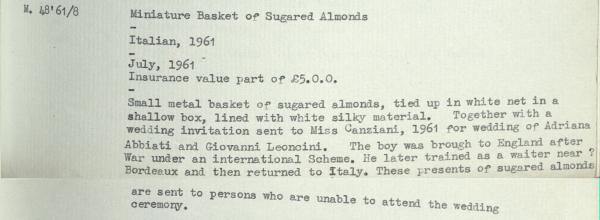 M. 48'61/8
Miniature Basket of Sugared Almonds
-
Italian, 1961
-
July, 1961
Insurance value part of £5.0.0.
-
Small metal basket of sugared almonds, tied up in white net in a
shallow box, lined with white silky material. Together with a
wedding invitation sent to Miss Canziani, 1961 for wedding of Adriana
Abbiati and Giovanni Leoncini. The boy was brough to England after
War under an international Scheme. He later trained as a waiter near ?
Bordeaux and then returned to Italy. These presents of sugared almonds
are sent to persons who are unable to attend the wedding
ceremony.